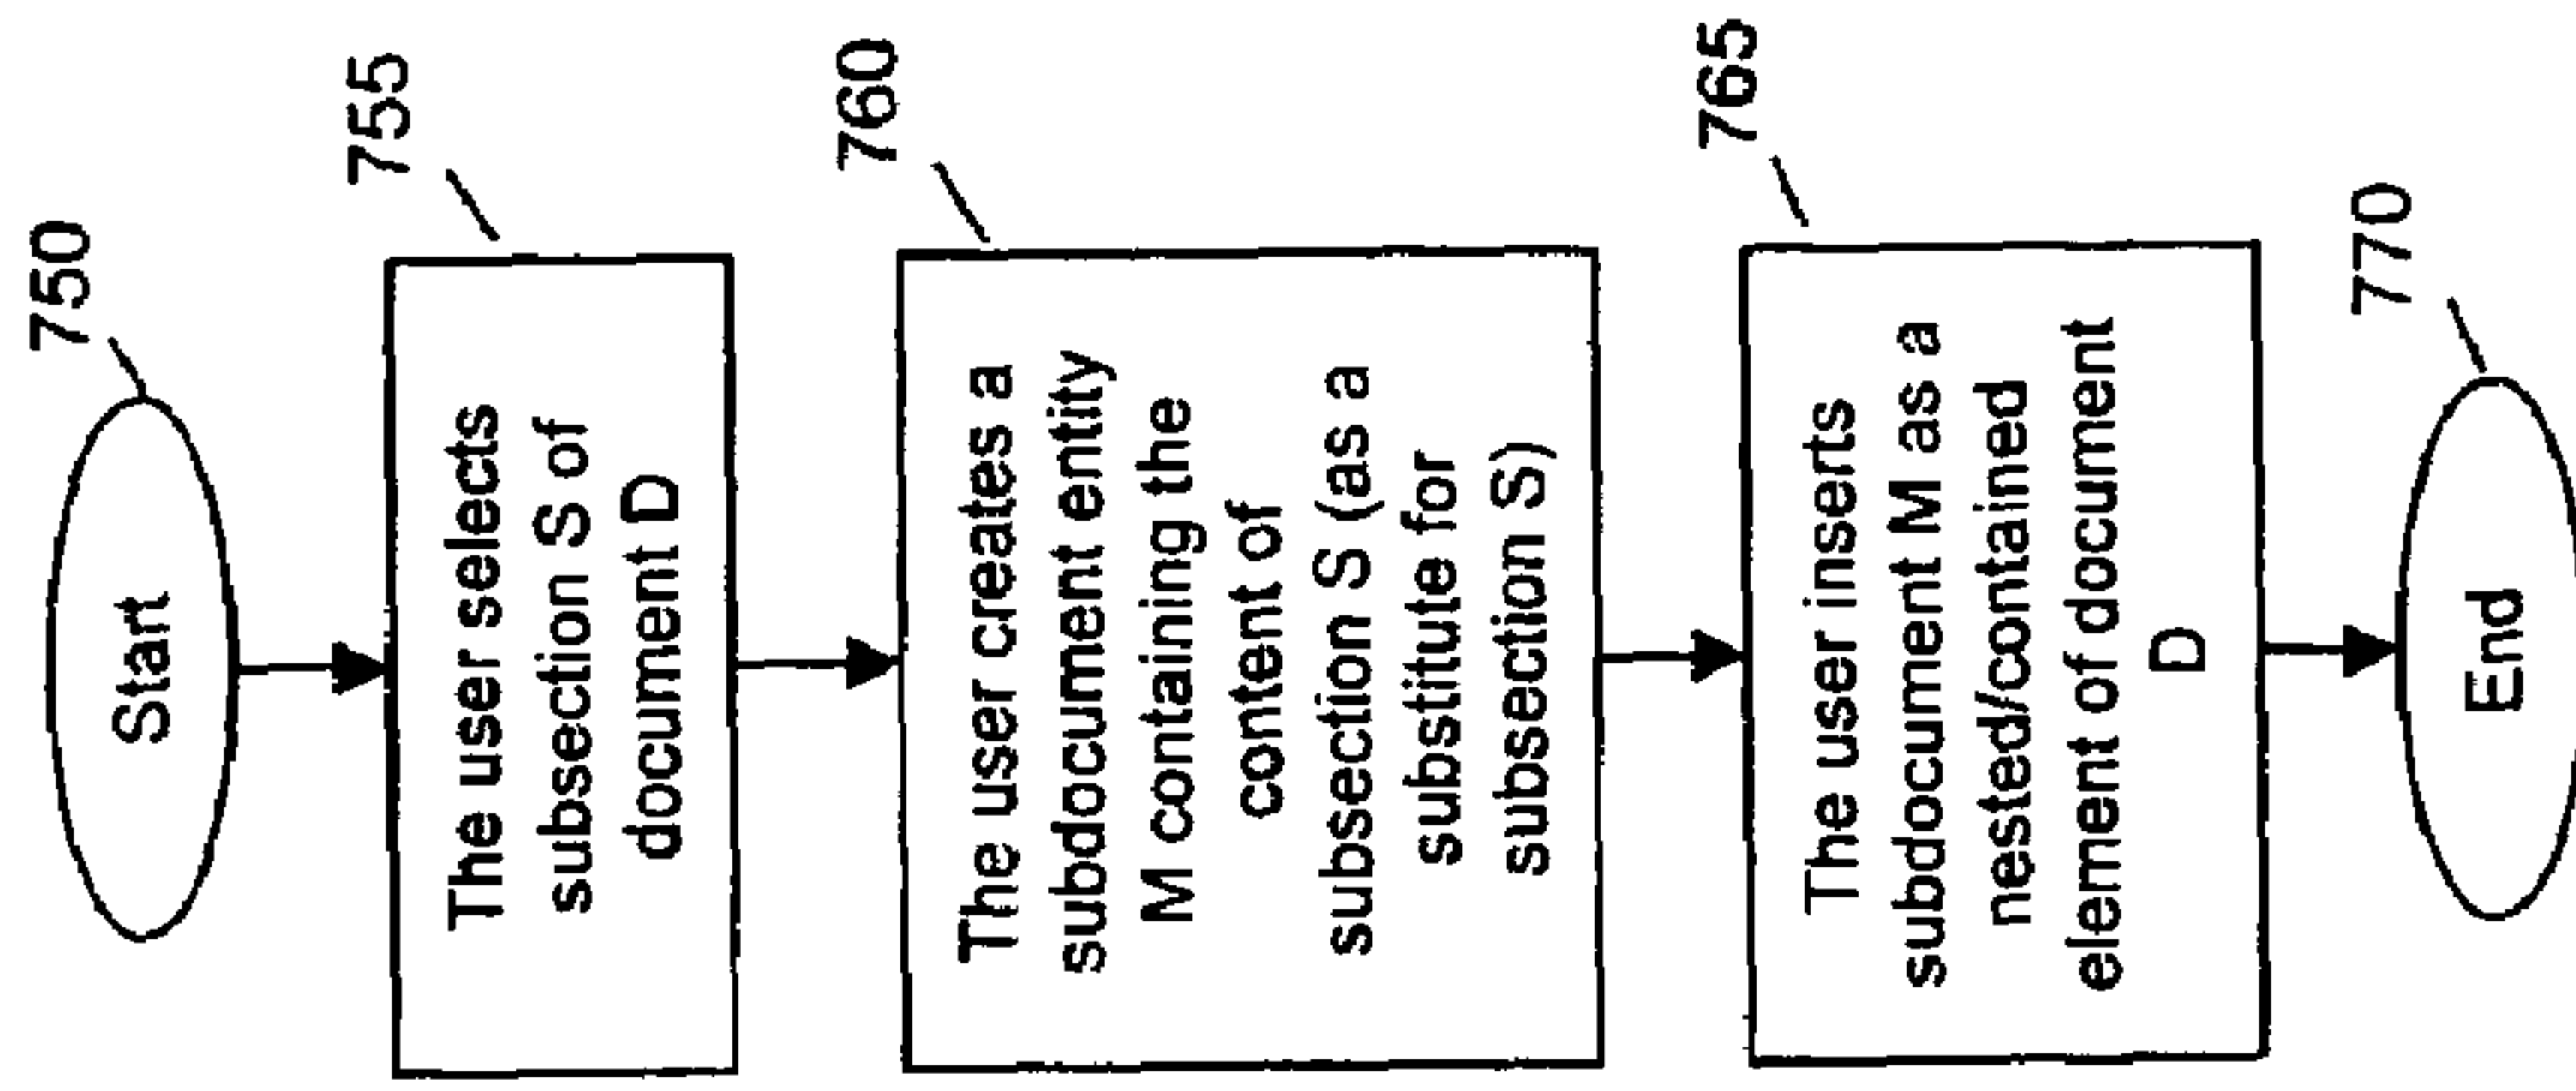 750
Start
755
The user selects
subsection S of
document D
760
The user creates a
subdocument entity
M containing the
content of
subsection S (as a
substitute for
subsection S)
765
The user inserts
subdocument M as a
nested/contained
element of document
D
770
End